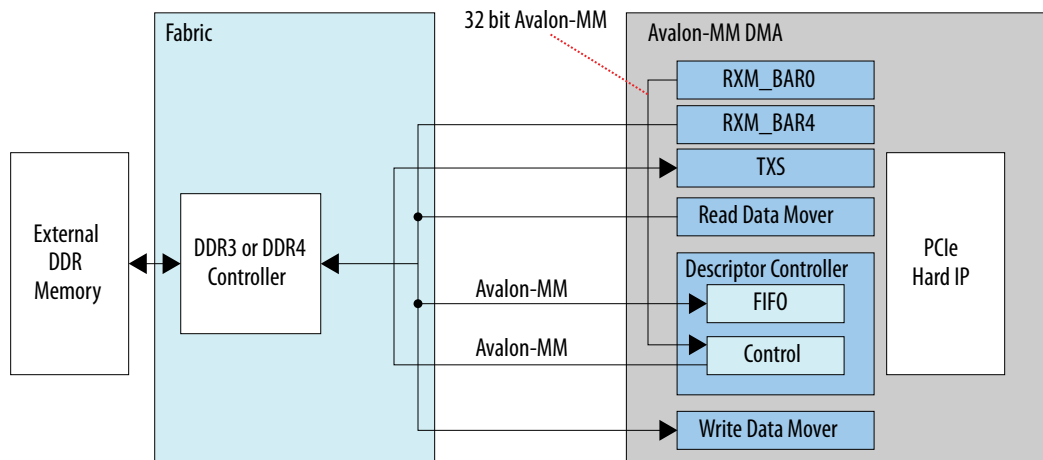 32 bit Avalon-MM
Fabric
Avalon-MM DMA
RXM_BAR0
RXM_BAR4
TXS
Read Data Mover
External
DDR
Memory
DDR3 or DDR4
Controller
Avalon-MM
Avalon-MM
Descriptor Controller
FIFO
Control
Write Data Mover
PCIe
Hard IP